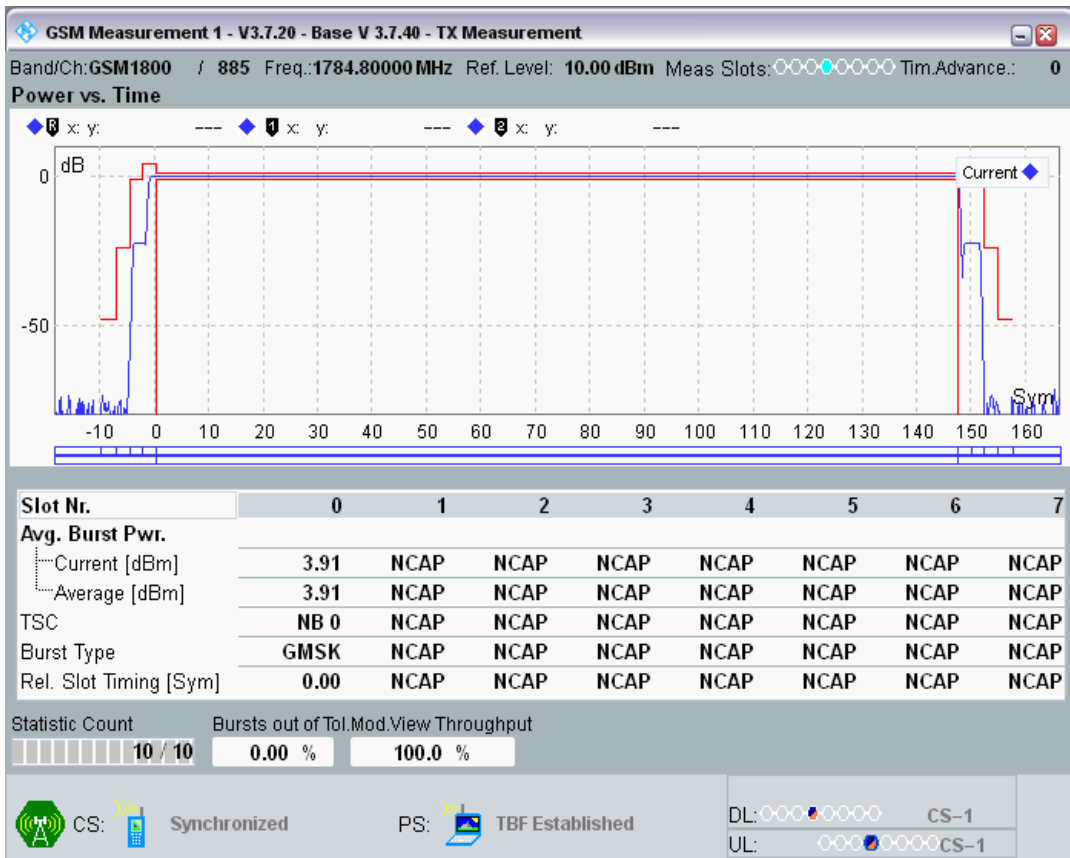 GSM Measurement 1 - V3.7.20 - Base V 3.7.40 - TX Measurement
Band/Ch:GSM1800 / 885 Freq.:1784.80000 MHz Ref. Level: 10.00 dBm Meas Slots: Tim.Advance.: 0
Power vs. Time
R x: y: --- 1 x: y: --- 2 x: y: ---
dB
Current
0
-50
Sym
-10 0 10 20 30 40 50 60 70 80 90 100 110 120 130 140 150 160
Slot Nr. 0 1 2 3 4 5 6 7
Avg. Burst Pwr.
Current [dBm] 3.91 NCAP NCAP NCAP NCAP NCAP NCAP NCAP
Average [dBm] 3.91 NCAP NCAP NCAP NCAP NCAP NCAP NCAP
TSC NB 0 NCAP NCAP NCAP NCAP NCAP NCAP NCAP
Burst Type GMSK NCAP NCAP NCAP NCAP NCAP NCAP NCAP
Rel. Slot Timing [Sym] 0.00 NCAP NCAP NCAP NCAP NCAP NCAP NCAP
Statistic Count Bursts out of Tol.Mod.View Throughput
10 / 10 0.00 % 100.0 %
CS: Synchronized PS: TBF Established
DL: CS-1
UL: CS-1